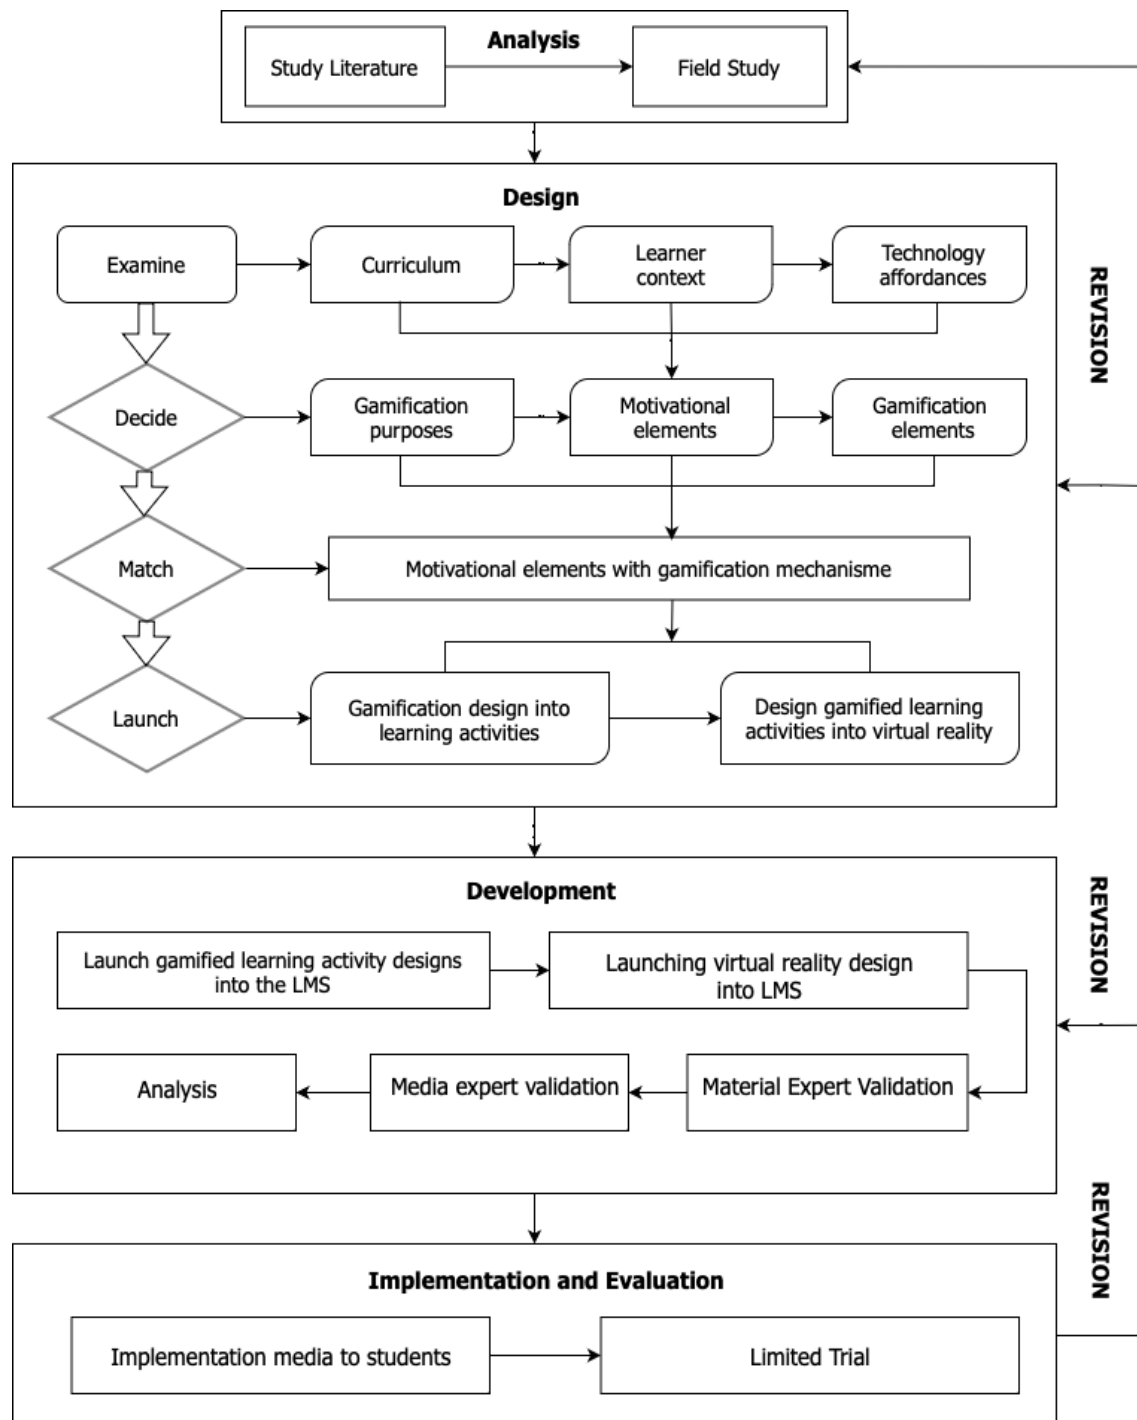 Analysis
Study Literature
Field Study
Design
Examine
Curriculum
Learner
context
Technology
affordances
REVISION
Decide
Gamification
purposes
Motivational
elements
Gamification
elements
Match
Motivational elements with gamification mechanisme
Launch
Gamification design into
learning activities
Design gamified learning
activities into virtual reality
Development
REVISION
Launch gamified learning activity designs
into the LMS
Launching virtual reality design
into LMS
Analysis
Media expert validation
Material Expert Validation
REVISION
Implementation and Evaluation
Implementation media to students
Limited Trial